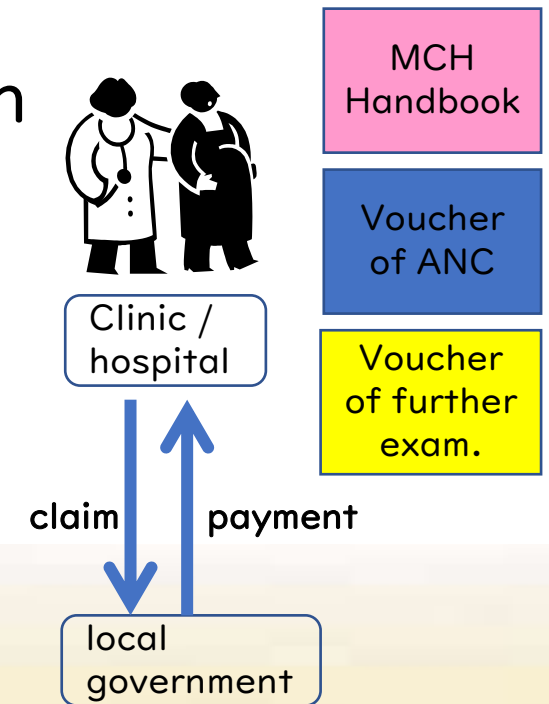 n
MCH
Handbook
Voucher
of ANC
Clinic /
hospital
Voucher
of further
exam.
claim
payment
local
government